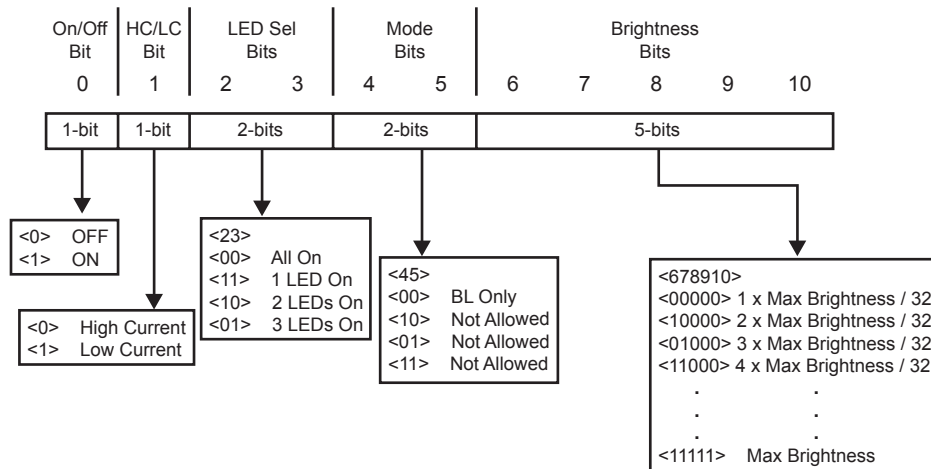 On/Off Bit HC/LC Bit LED Sel Bits Mode Bits Brightness Bits
0 1 2 3 4 5 6 7 8 9 10
1-bit 1-bit 2-bits 2-bits 5-bits
<0> OFF
<1> ON
<0> High Current
<1> Low Current
<23>
<00> All On
<11> 1 LED On
<10> 2 LEDs On
<01> 3 LEDs On
<45>
<00> BL Only
<10> Not Allowed
<01> Not Allowed
<11> Not Allowed
<678910>
<00000> 1 x Max Brightness / 32
<10000> 2 x Max Brightness / 32
<01000> 3 x Max Brightness / 32
<11000> 4 x Max Brightness / 32
. .
. .
. .
<11111> Max Brightness